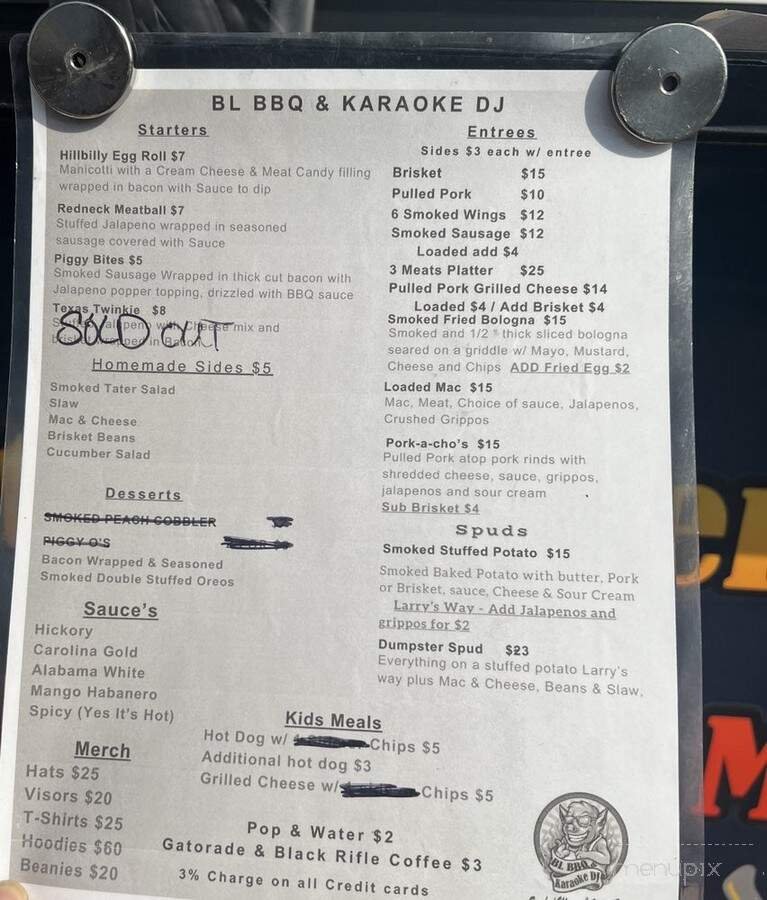 BL BBQ & KARAOKE DJ
Starters
Hillbilly Egg Roll $7
Manicotti with a Cream Cheese & Meat Candy filling
wrapped in bacon with Sauce to dip
Redneck Meatball $7
Stuffed Jalapeno wrapped in seasoned
sausage covered with Sauce
Piggy Bites $5
Smoked Sausage Wrapped in thick cut bacon with
Jalapeno popper topping, drizzled with BBQ sauce
Texas Twinkie $8
SOLD OUT
with Cheese mix and
in Bacon
Homemade Sides $5
Smoked Tater Salad
Slaw
Mac & Cheese
Brisket Beans
Cucumber Salad
Desserts
SMOKED PEACH COBBLER
PIGGY O'S
Bacon Wrapped & Seasoned
Smoked Double Stuffed Oreos
Sauce's
Hickory
Carolina Gold
Alabama White
Mango Habanero
Spicy (Yes It's Hot)
Merch
Hats $25
Visors $20
T-Shirts $25
Hoodies $60
Beanies $20
Entrees
Sides $3 each w/ entree
Brisket $15
Pulled Pork $10
6 Smoked Wings $12
Smoked Sausage $12
Loaded add $4
3 Meats Platter $25
Pulled Pork Grilled Cheese $14
Loaded $4 / Add Brisket $4
Smoked Fried Bologna $15
Smoked and 1/2 " thick sliced bologna
seared on a griddle w/ Mayo, Mustard,
Cheese and Chips ADD Fried Egg $2
Loaded Mac $15
Mac, Meat, Choice of sauce, Jalapenos,
Crushed Grippos
Pork-a-cho's $15
Pulled Pork atop pork rinds with
shredded cheese, sauce, grippos,
jalapenos and sour cream
Sub Brisket $4
Spuds
Smoked Stuffed Potato $15
Smoked Baked Potato with butter, Pork
or Brisket, sauce, Cheese & Sour Cream
Larry's Way - Add Jalapenos and
grippos for $2
Dumpster Spud $23
Everything on a stuffed potato Larry's
way plus Mac & Cheese, Beans & Slaw,
Kids Meals
Hot Dog w/ Chips $5
Additional hot dog $3
Grilled Cheese w/ Chips $5
Pop & Water $2
Gatorade & Black Rifle Coffee $3
3% Charge on all Credit cards
BL BBQ &
Karaoke DJ
menupix
M